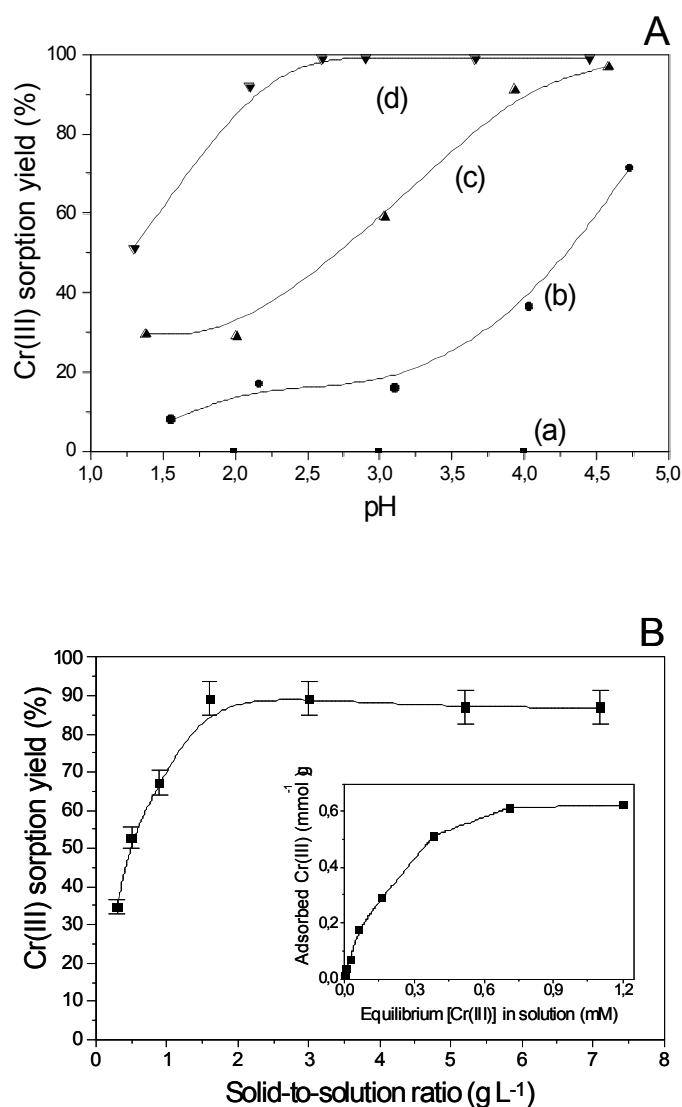 A
100
80
60
40
20
0
Cr(III) sorption yield (%)
(d)
(c)
(b)
(a)
1,0 1,5 2,0 2,5 3,0 3,5 4,0 4,5 5,0
pH
B
100
90
80
70
60
50
40
30
20
10
0
Cr(III) sorption yield (%)
0,6
0,4
0,2
0,0
Adsorbed Cr(III) (mmol g-1)
0,0 0,3 0,6 0,9 1,2
Equilibrium [Cr(III)] in solution (mM)
0 1 2 3 4 5 6 7 8
Solid-to-solution ratio (g L-1)